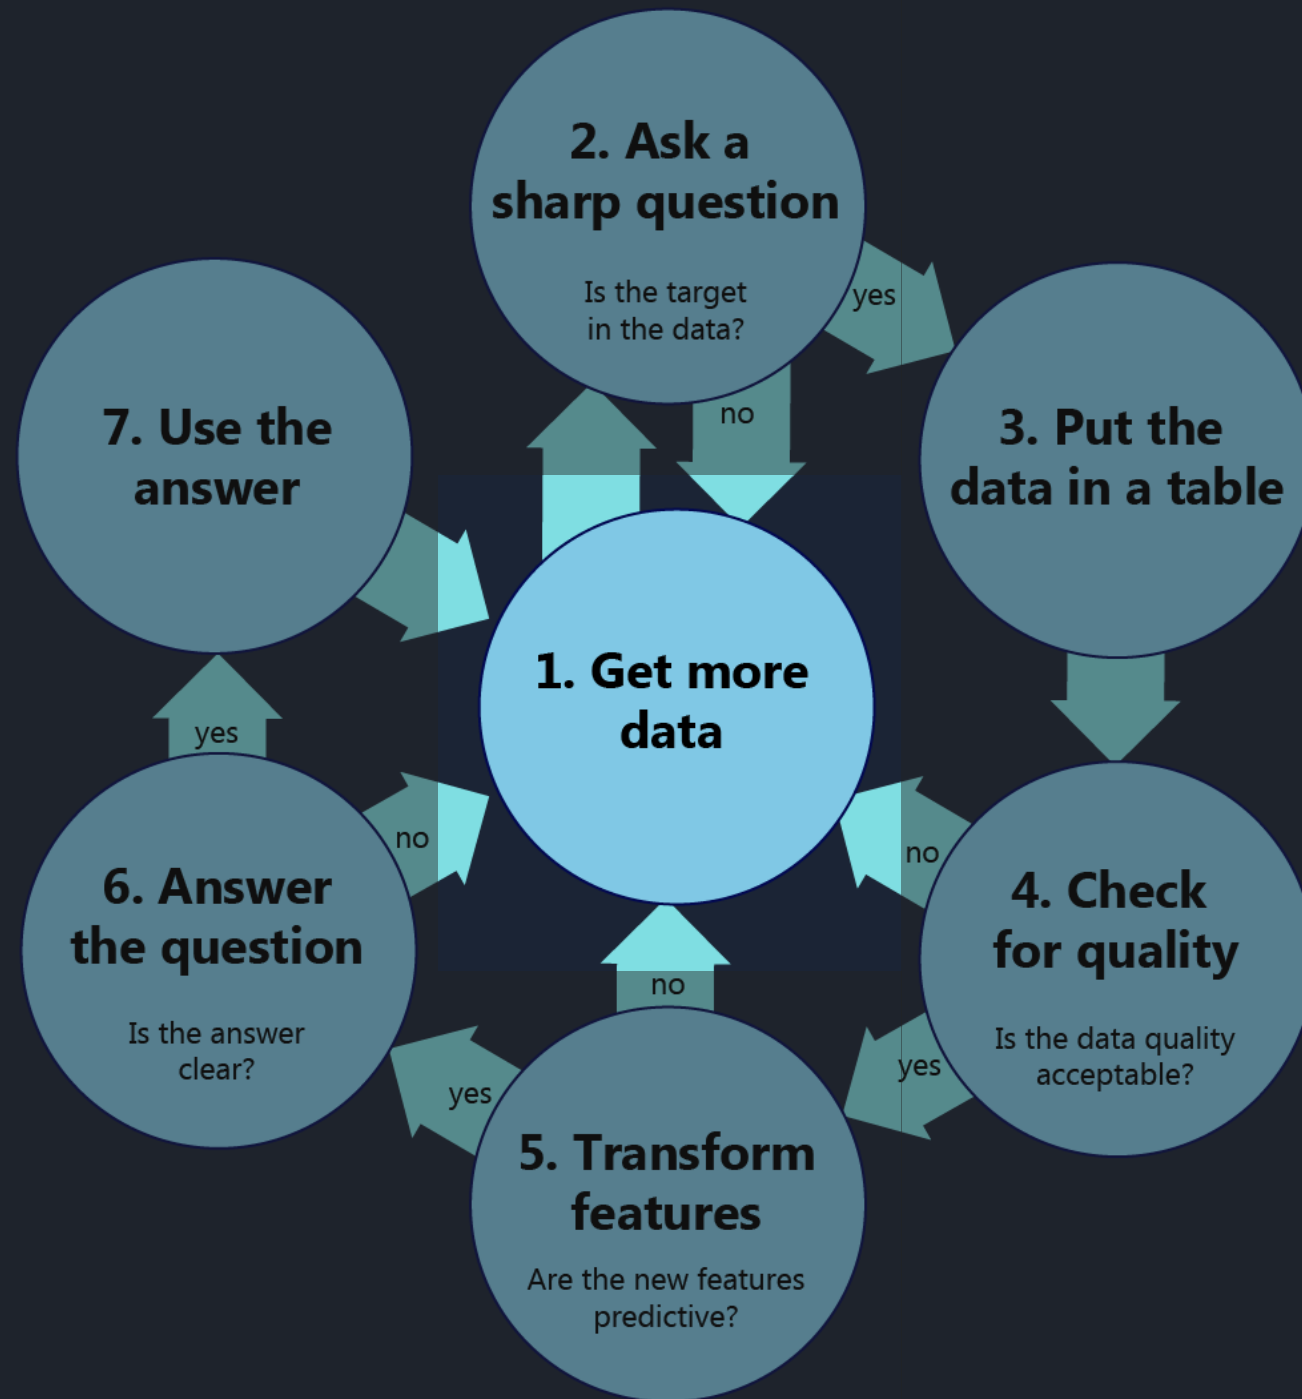 1. Get more
data
2. Ask a
sharp question
Is the target
in the data?
yes
no
3. Put the
data in a table
4. Check
for quality
Is the data quality
acceptable?
no
yes
5. Transform
features
Are the new features
predictive?
no
yes
6. Answer
the question
Is the answer
clear?
no
yes
7. Use the
answer